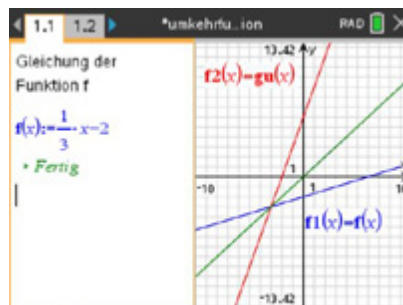 1.1 1.2 *umkehrfu…ion RAD
Gleichung der
Funktion f
f(x):=1/3·x−2
▸ Fertig
13.42 y
f2(x)=gu(x)
1
x
-10 1 10
f1(x)=f(x)
-13.42